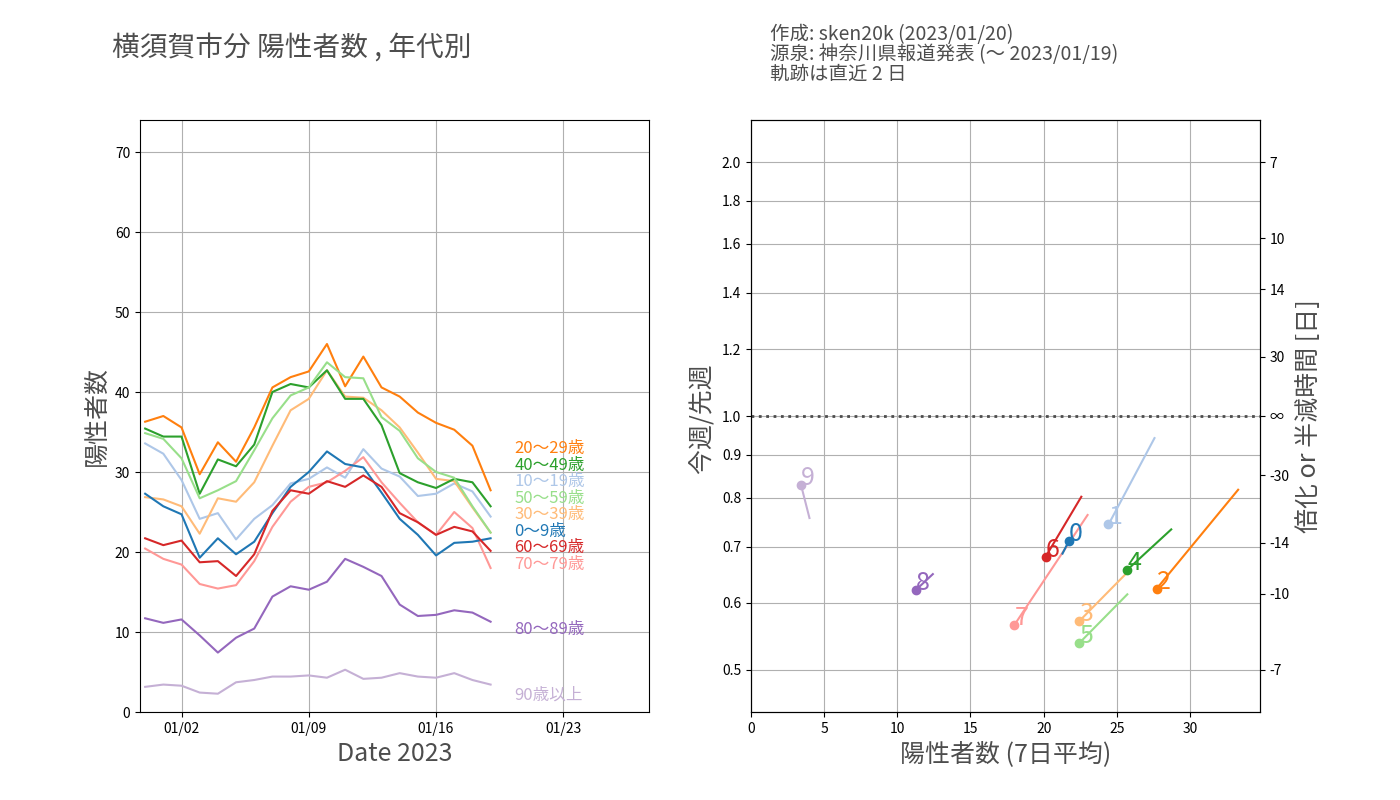 横須賀市分 陽性者数 , 年代別
作成: sken20k (2023/01/20)
源泉: 神奈川県報道発表 (～ 2023/01/19)
軌跡は直近 2 日
陽性者数
70
60
50
40
30
20
10
0
20～29歳
40～49歳
10～19歳
50～59歳
30～39歳
0～9歳
60～69歳
70～79歳
80～89歳
90歳以上
01/02 01/09 01/16 01/23
Date 2023
今週/先週
2.0
1.8
1.6
1.4
1.2
1.0
0.9
0.8
0.7
0.6
0.5
9
8
7
6
0
3
5
1
4
2
0 5 10 15 20 25 30
陽性者数 (7日平均)
7
10
14
30
∞
-30
-14
-10
-7
倍化 or 半減時間 [日]